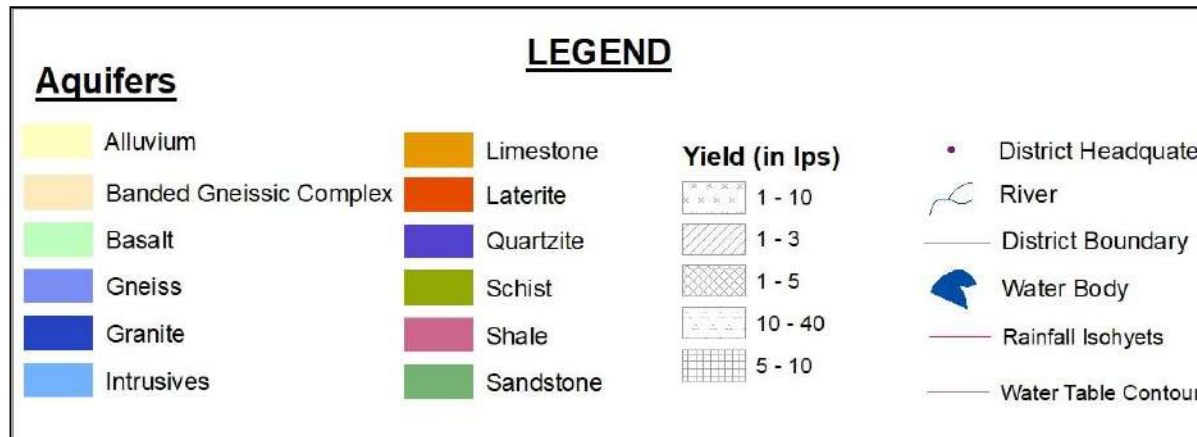 LEGEND
Aquifers
Alluvium
Banded Gneissic Complex
Basalt
Gneiss
Granite
Intrusives
Limestone
Laterite
Quartzite
Schist
Shale
Sandstone
Yield (in lps)
1 - 10
1 - 3
1 - 5
10 - 40
5 - 10
District Headquate
River
District Boundary
Water Body
Rainfall Isohyets
Water Table Contour